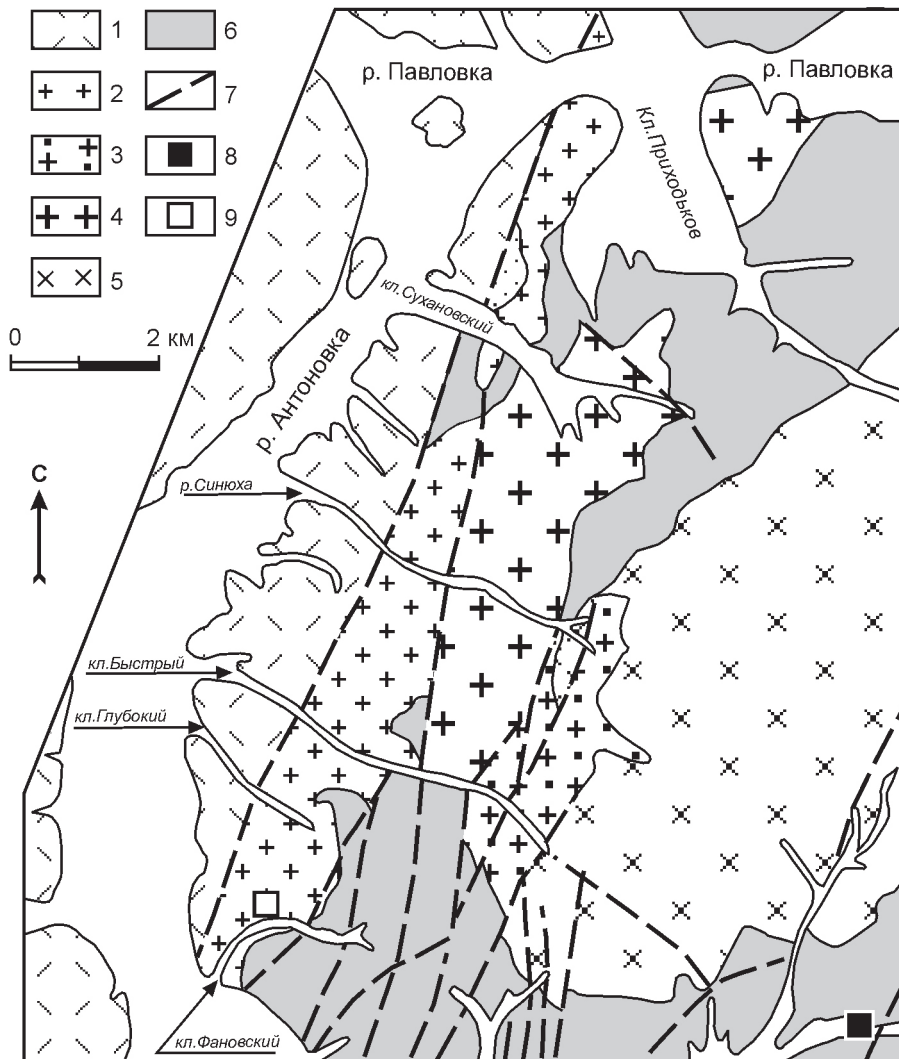 1
2
3
4
5
6
7
8
9
0 2 км
С
р. Павловка
р. Павловка
Кл.Приходьков
кл.Сухановский
р. Антоновка
р.Синюха
кл.Быстрый
кл.Глубокий
кл.Фановский